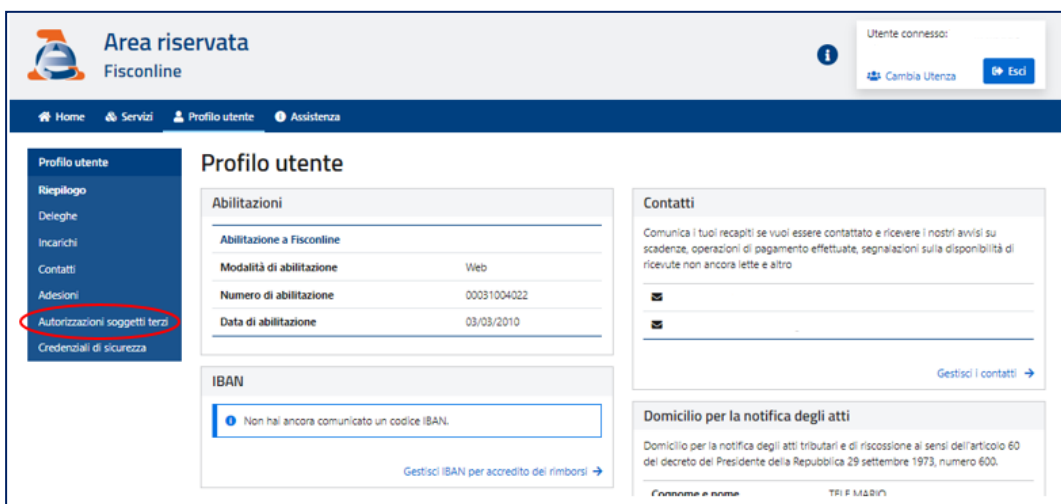 Area riservata
Fisconline
Utente connesso:
Cambia Utenza
Esci
Home
Servizi
Profilo utente
Assistenza
Profilo utente
Riepilogo
Deleghe
Incarichi
Contatti
Adesioni
Autorizzazioni soggetti terzi
Credenziali di sicurezza
Profilo utente
Abilitazioni
Abilitazione a Fisconline
Modalità di abilitazione Web
Numero di abilitazione 00031004022
Data di abilitazione 03/03/2010
IBAN
Non hai ancora comunicato un codice IBAN.
Gestisci IBAN per accredito dei rimborsi
Contatti
Comunica i tuoi recapiti se vuoi essere contattato e ricevere i nostri avvisi su
scadenze, operazioni di pagamento effettuate, segnalazioni sulla disponibilità di
ricevute non ancora lette e altro
Gestisci i contatti
Domicilio per la notifica degli atti
Domicilio per la notifica degli atti tributari e di riscossione ai sensi dell'articolo 60
del decreto del Presidente della Repubblica 29 settembre 1973, numero 600.
Cognome e nome TELE MARIO